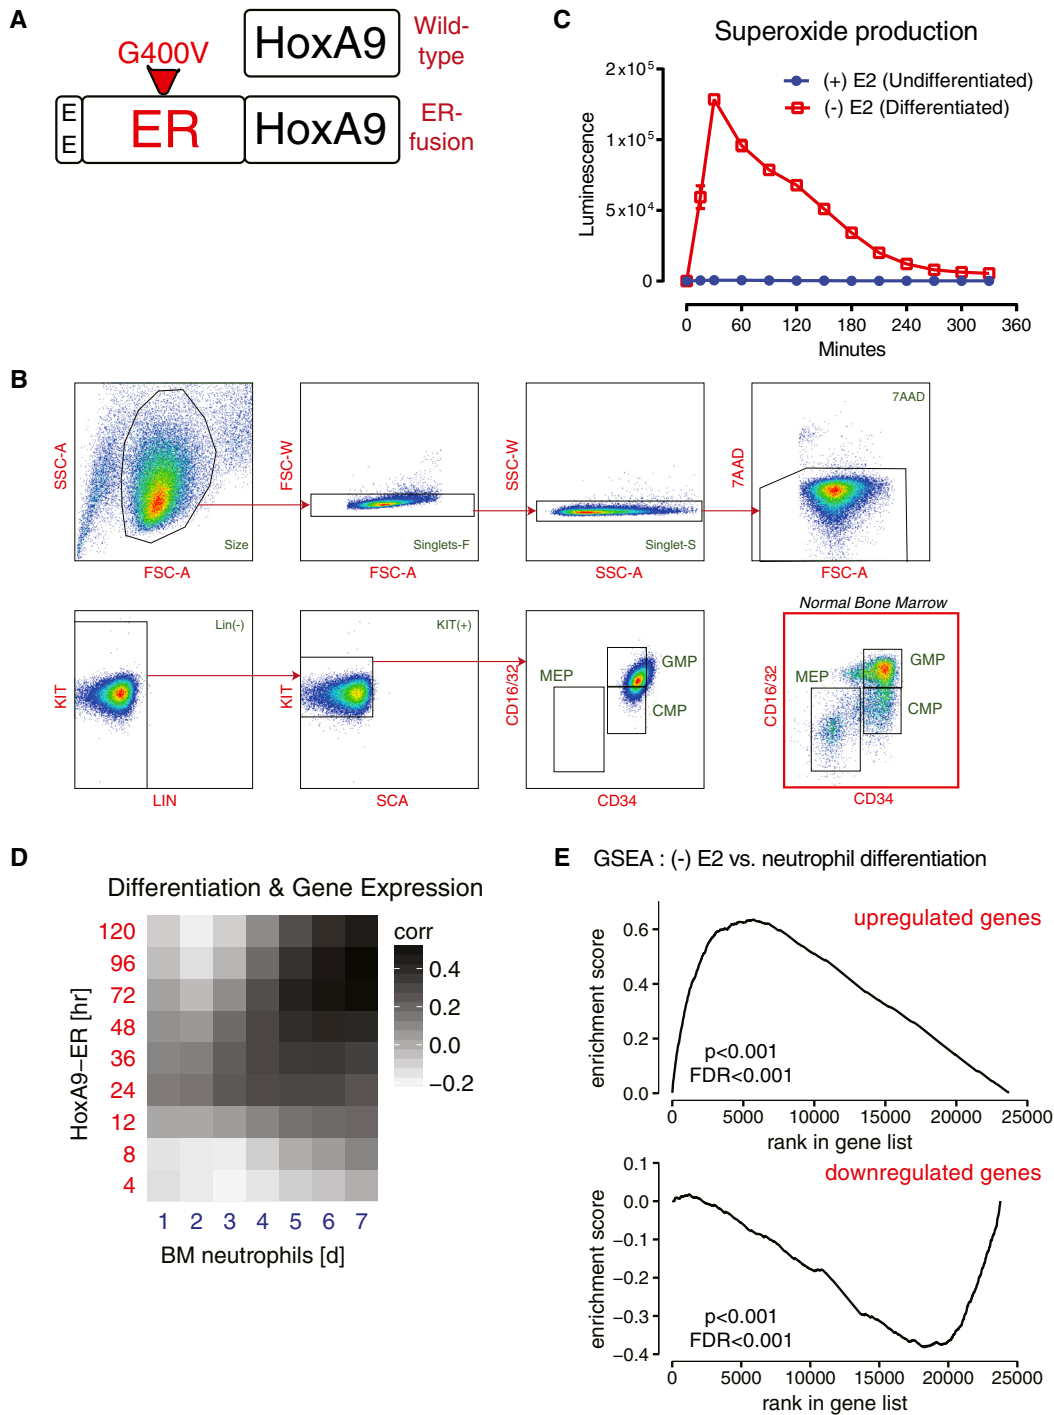 A
G400V
HoxA9
Wild-
type
E
E
ER
HoxA9
ER-
fusion
C
Superoxide production
(+) E2 (Undifferentiated)
(-) E2 (Differentiated)
Luminescence
2x10⁵
1x10⁵
5x10⁴
0
0 60 120 180 240 300 360
Minutes
B
SSC-A
Size
FSC-A
FSC-W
Singlets-F
FSC-A
SSC-W
Singlet-S
SSC-A
7AAD
7AAD
FSC-A
KIT
Lin(-)
LIN
KIT
KIT(+)
SCA
CD16/32
MEP
GMP
CMP
CD34
Normal Bone Marrow
CD16/32
MEP
GMP
CMP
CD34
D
Differentiation & Gene Expression
HoxA9−ER [hr]
120
96
72
48
36
24
12
8
4
1 2 3 4 5 6 7
BM neutrophils [d]
corr
0.4
0.2
0.0
−0.2
E
GSEA : (-) E2 vs. neutrophil differentiation
upregulated genes
enrichment score
0.6
0.4
0.2
0.0
p<0.001
FDR<0.001
0 5000 10000 15000 20000 25000
rank in gene list
downregulated genes
enrichment score
0.1
0.0
−0.1
−0.2
−0.3
−0.4
p<0.001
FDR<0.001
0 5000 10000 15000 20000 25000
rank in gene list